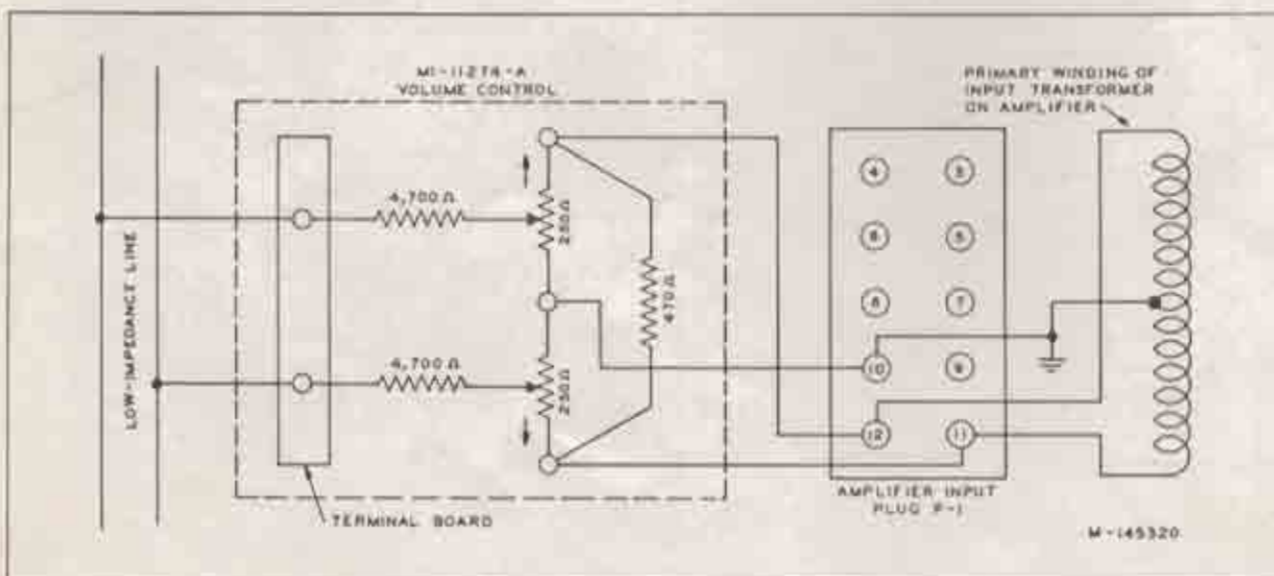 MI-11274-A
VOLUME CONTROL
PRIMARY WINDING OF
INPUT TRANSFORMER
ON AMPLIFIER
LOW-IMPEDANCE LINE
4,700 Ω
250 Ω
470 Ω
4,700 Ω
250 Ω
4 3
6 5
8 7
10 9
12 11
TERMINAL BOARD
AMPLIFIER INPUT
PLUG P-1
M-145320